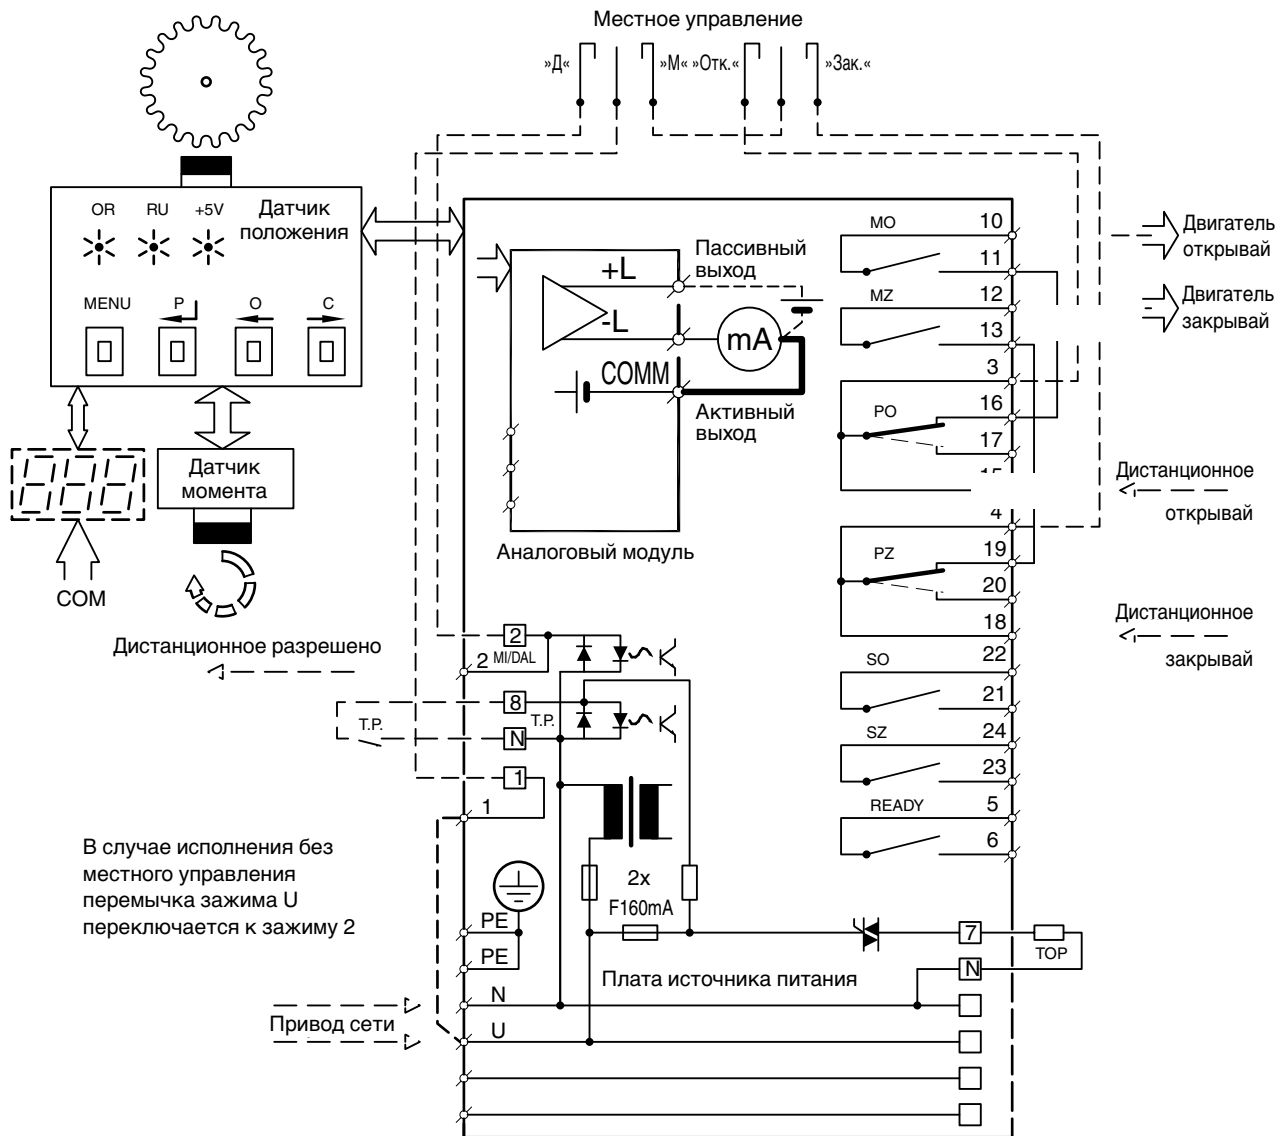 Местное управление
»Д«
»М«
»Отк.«
»Зак.«
OR
RU
+5V
Датчик
положения
MENU
P
O
C
Датчик
момента
COM
+L
-L
COMM
mA
Пассивный
выход
Активный
выход
Аналоговый модуль
MO
10
11
MZ
12
13
3
PO
16
17
15
4
PZ
19
20
18
SO
22
21
SZ
24
23
READY
5
6
Двигатель
открывай
Двигатель
закрывай
Дистанционное
открывай
Дистанционное
закрывай
Дистанционное разрешено
2
2
MI/DAL
8
T.P.
T.P.
N
1
1
В случае исполнения без
местного управления
перемычка зажима U
переключается к зажиму 2
2x
F160mA
PE
PE
7
TOP
N
Плата источника питания
N
Привод сети
U